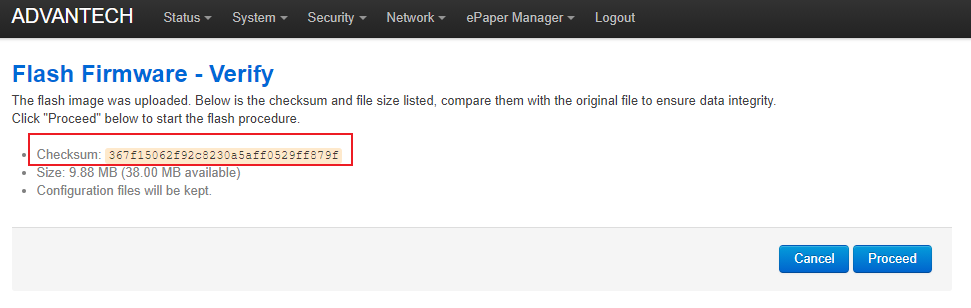 ADVANTECH Status System Security Network ePaper Manager Logout
Flash Firmware - Verify
The flash image was uploaded. Below is the checksum and file size listed, compare them with the original file to ensure data integrity.
Click "Proceed" below to start the flash procedure.
Checksum: 367f15062f92c8230a5aff0529ff879f
Size: 9.88 MB (38.00 MB available)
Configuration files will be kept.
Cancel Proceed